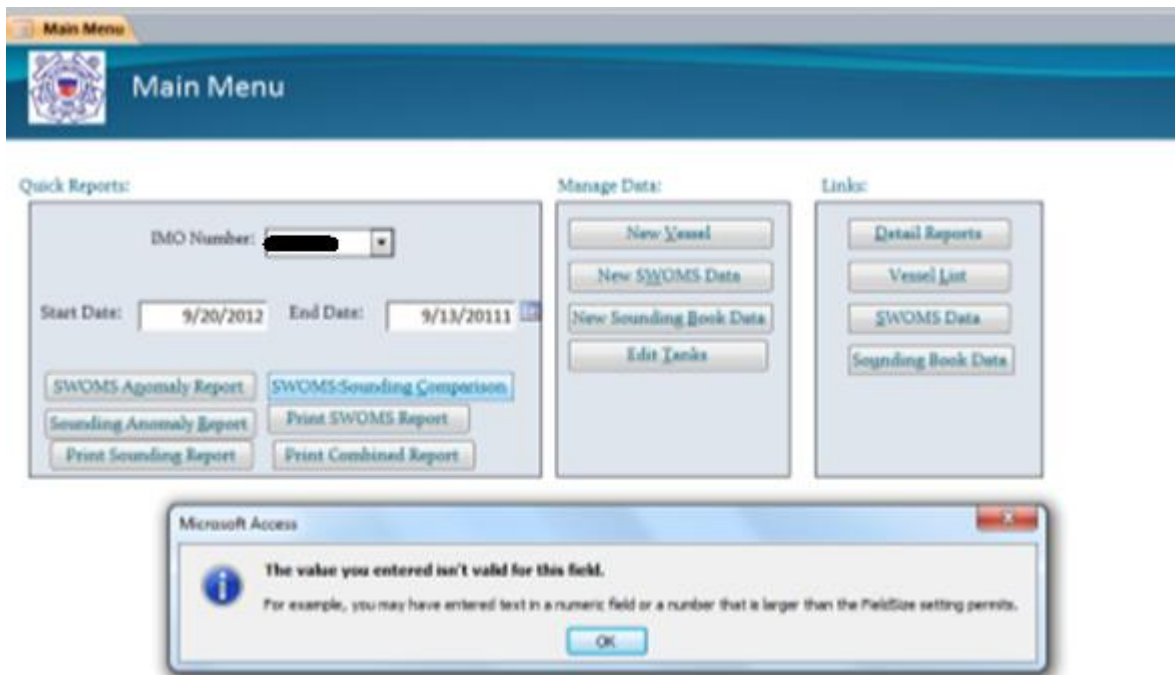 Main Menu
Main Menu
Quick Reports:
IMO Number:
Start Date: 9/20/2012 End Date: 9/13/20111
SWOMS Anomaly Report SWOMS:Sounding Comparison
Sounding Anomaly Report Print SWOMS Report
Print Sounding Report Print Combined Report
Manage Data:
New Vessel
New SWOMS Data
New Sounding Book Data
Edit Tanks
Links:
Detail Reports
Vessel List
SWOMS Data
Sounding Book Data
Microsoft Access
The value you entered isn't valid for this field.
For example, you may have entered text in a numeric field or a number that is larger than the FieldSize setting permits.
OK